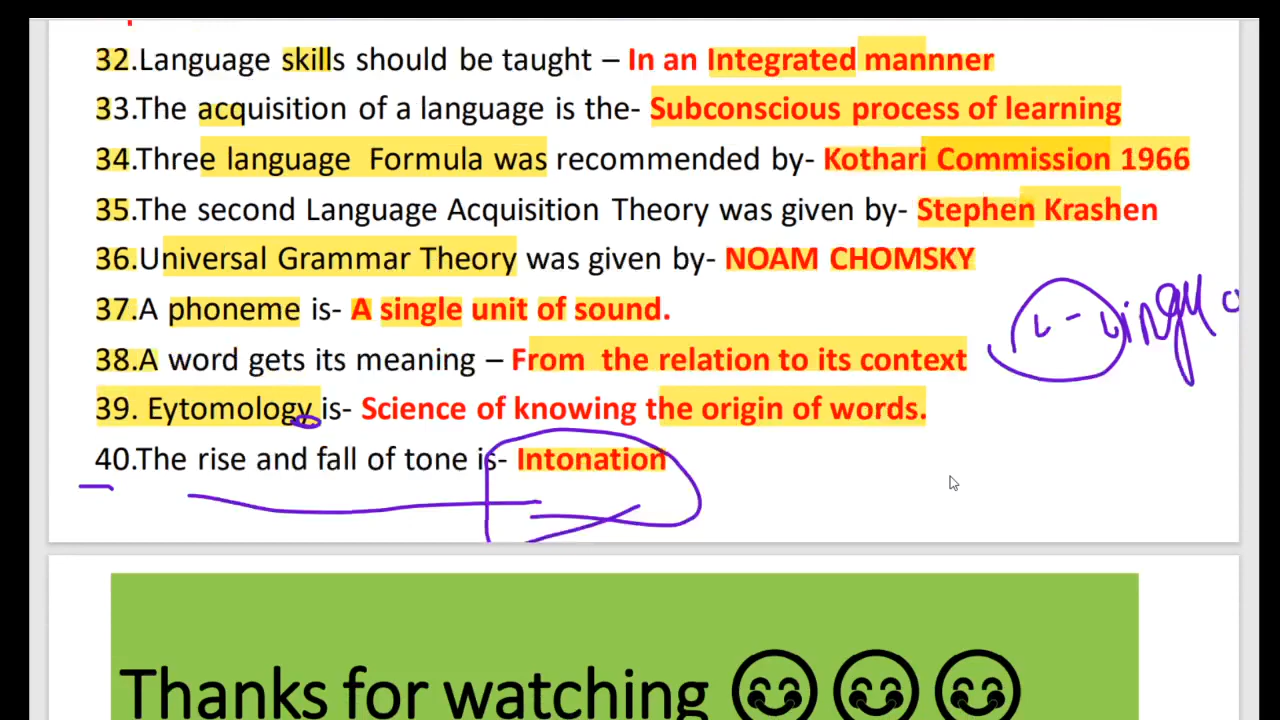 32.Language skills should be taught – In an Integrated mannner
33.The acquisition of a language is the- Subconscious process of learning
34.Three language Formula was recommended by- Kothari Commission 1966
35.The second Language Acquisition Theory was given by- Stephen Krashen
36.Universal Grammar Theory was given by- NOAM CHOMSKY
37.A phoneme is- A single unit of sound.
38.A word gets its meaning – From the relation to its context
39. Eytomology is- Science of knowing the origin of words.
40.The rise and fall of tone is- Intonation
Thanks for watching